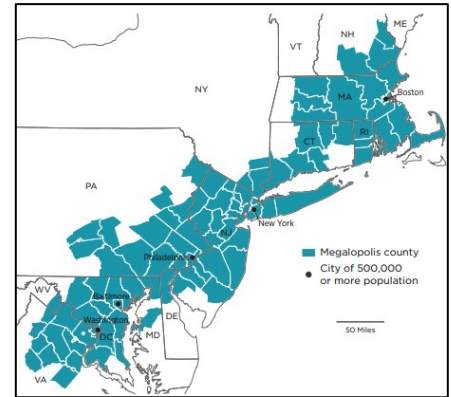 ME
NH
VT
NY
Boston
MA
CT
RI
PA
New York
NJ
Philadelphia
Megalopolis county
City of 500,000
or more population
WV
Baltimore
Washington
DC
DE
MD
50 Miles
VA